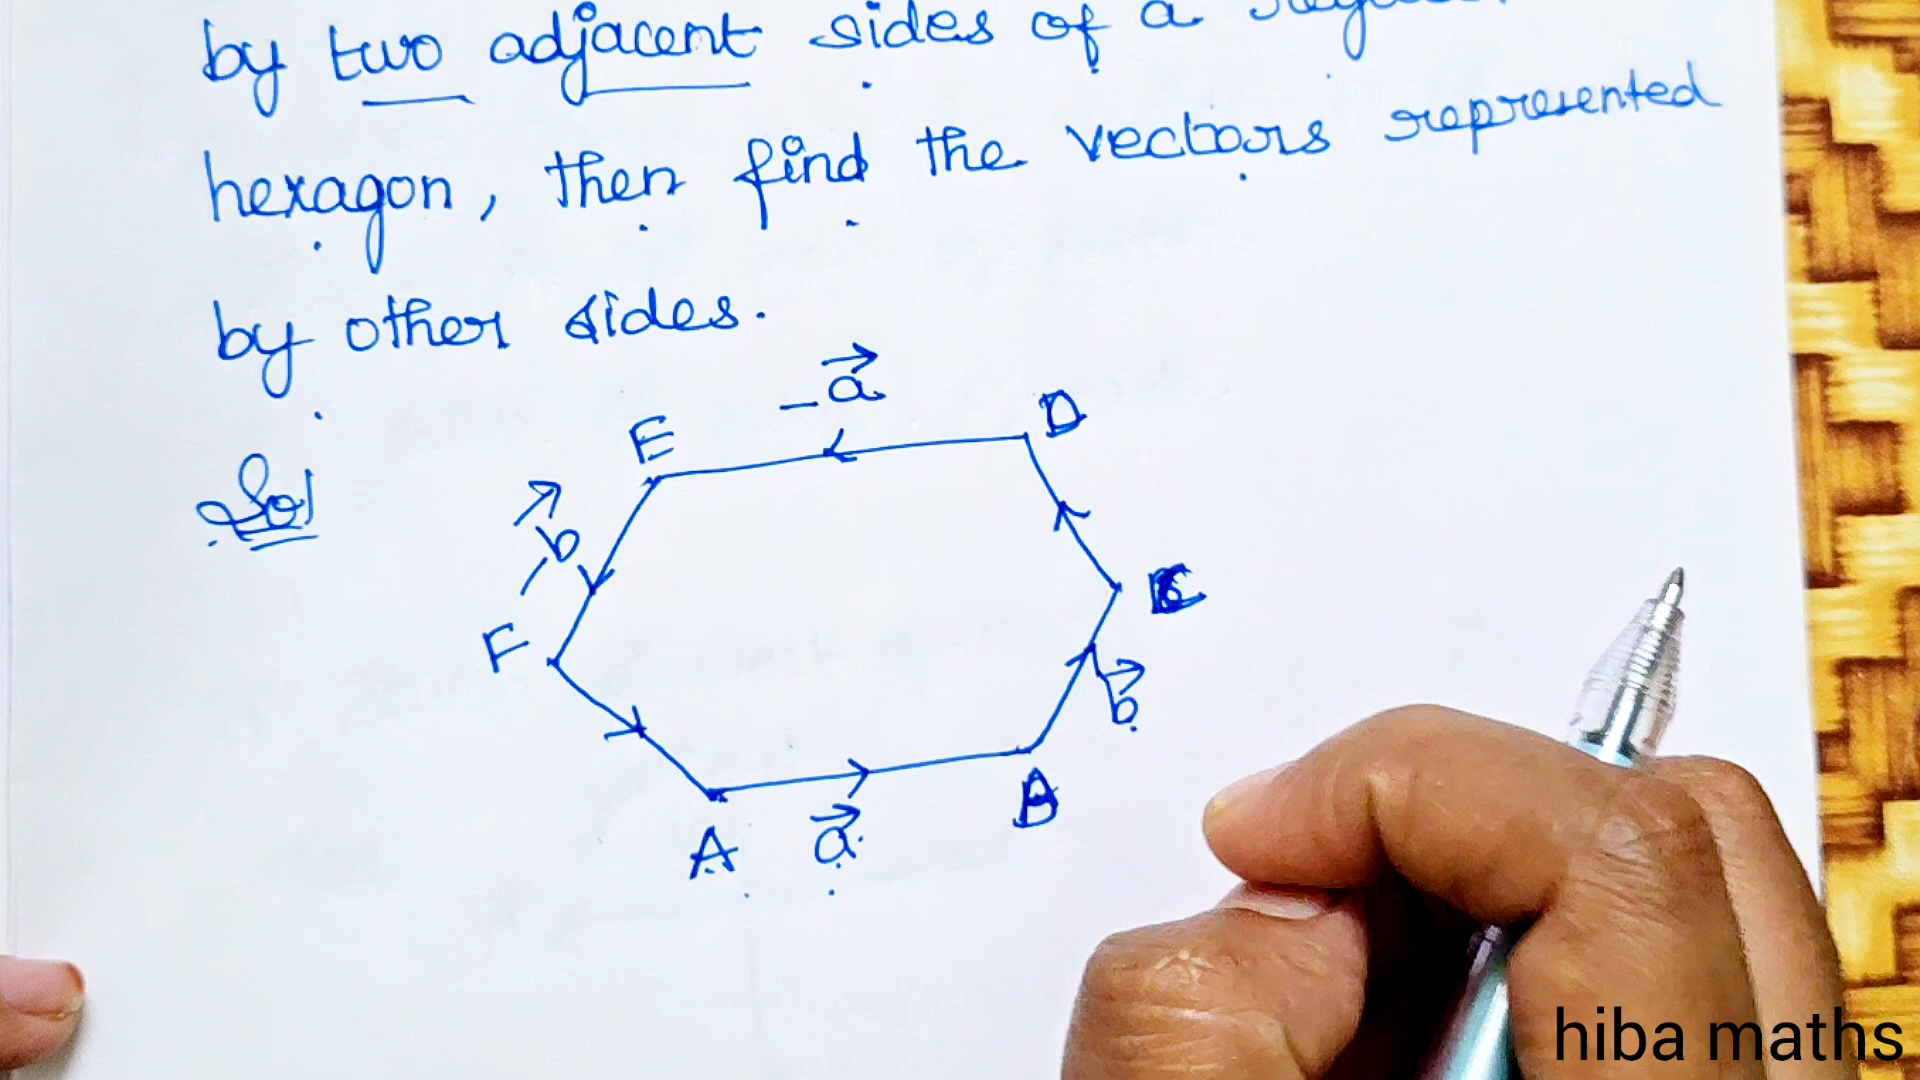 by two adjacent sides of a
hexagon, then find the vectors represented
by other sides.
Sol
-a
E
D
-b
C
F
b
B
A
a
hiba maths